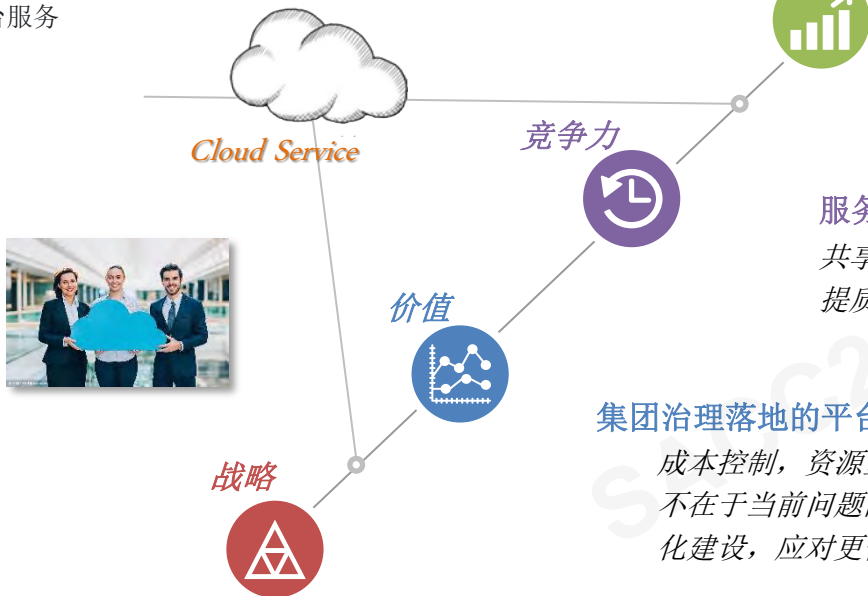 台服务
Cloud Service
竞争力
服务
共享
提质
价值
集团治理落地的平台
成本控制，资源
战略
不在于当前问题
化建设，应对更